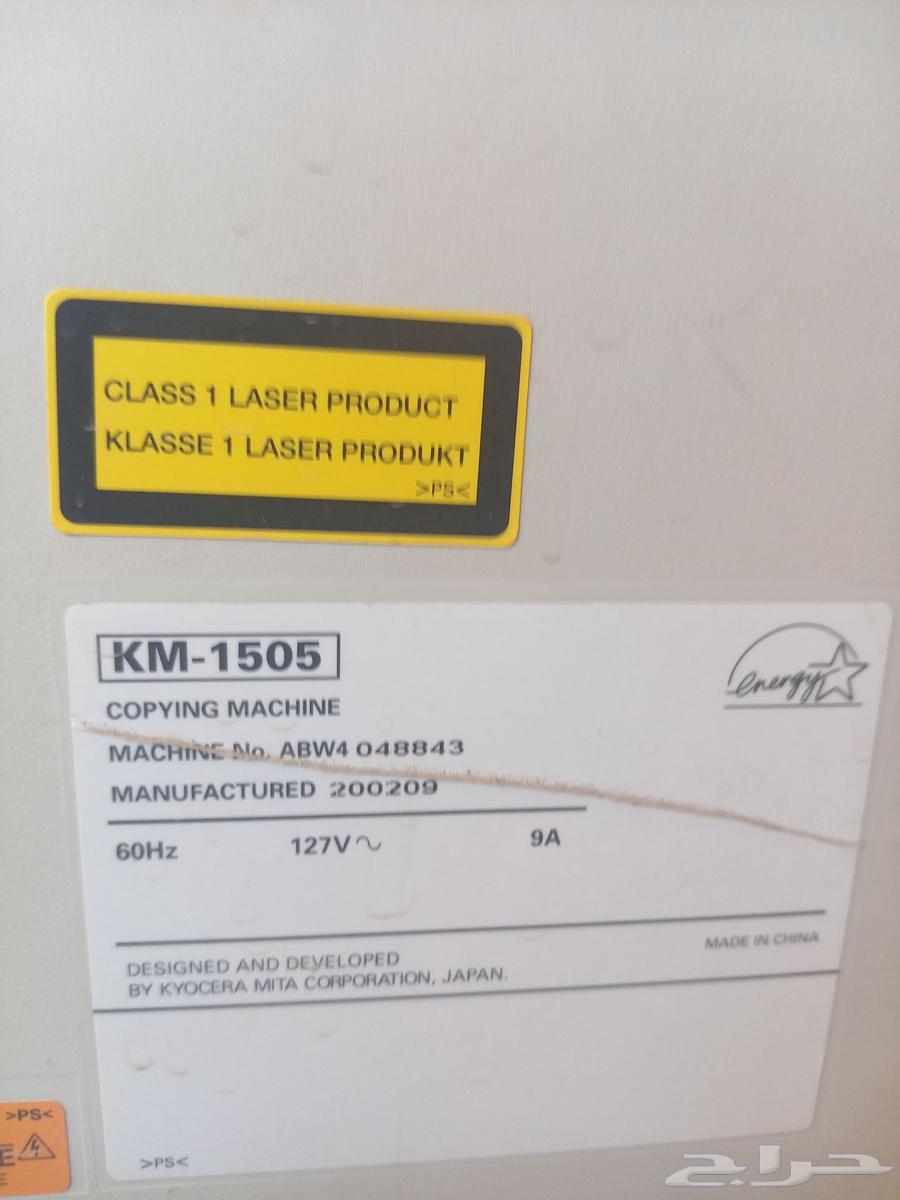 CLASS 1 LASER PRODUCT
KLASSE 1 LASER PRODUKT
>PS<
KM-1505
energy
COPYING MACHINE
MACHINE No. ABW4 048843
MANUFACTURED 200209
60Hz 127V～ 9A
MADE IN CHINA
DESIGNED AND DEVELOPED
BY KYOCERA MITA CORPORATION, JAPAN.
>PS<
>PS<
حراج